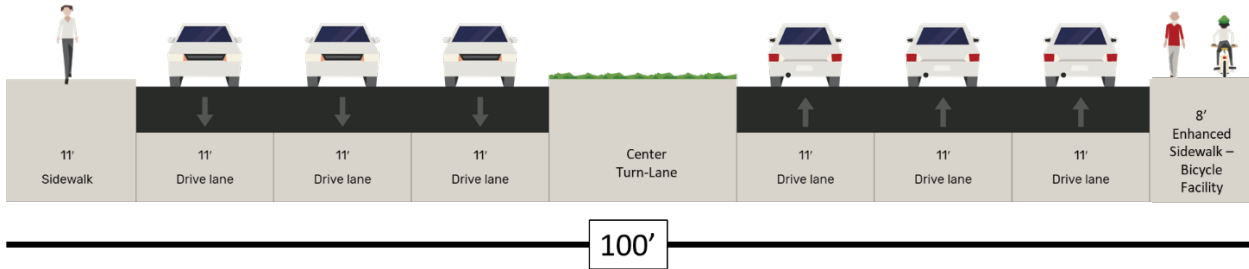 11′
Sidewalk
11′
Drive lane
11′
Drive lane
11′
Drive lane
Center
Turn-Lane
11′
Drive lane
11′
Drive lane
11′
Drive lane
8′
Enhanced
Sidewalk –
Bicycle
Facility
100′